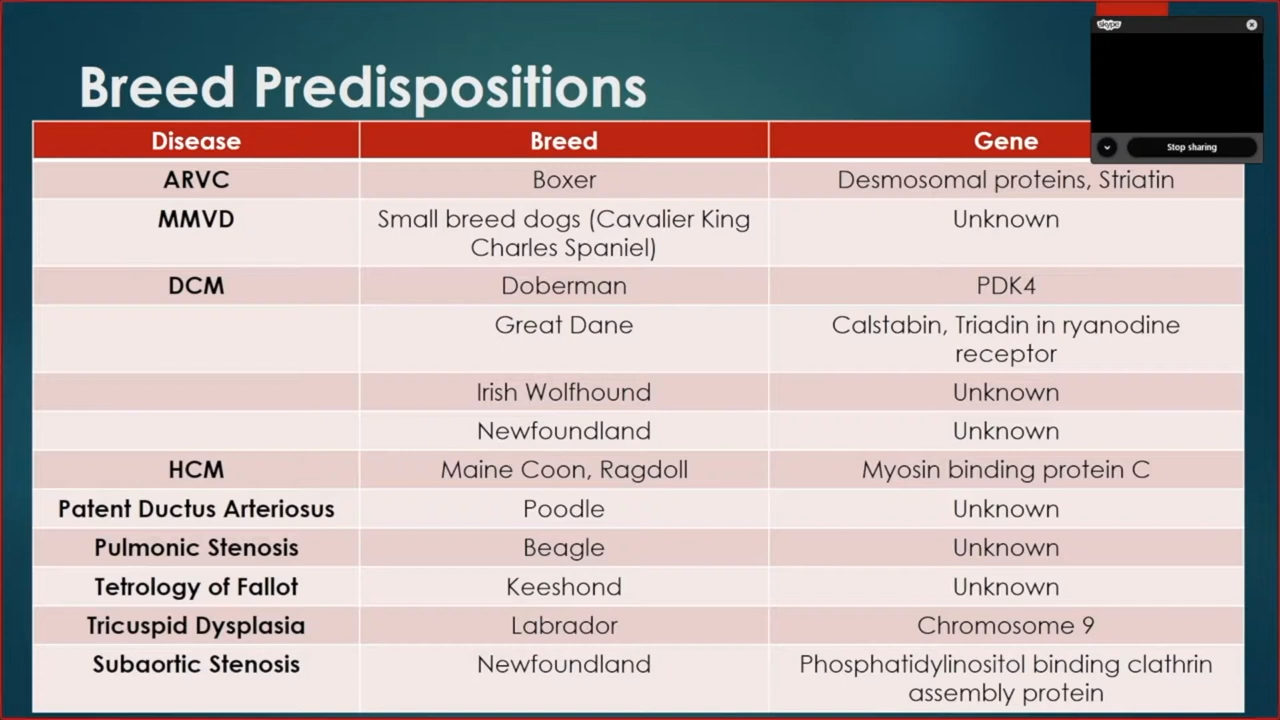 skype
Breed Predispositions
Stop sharing
Disease Breed Gene
ARVC Boxer Desmosomal proteins, Striatin
MMVD Small breed dogs (Cavalier King Unknown
Charles Spaniel)
DCM Doberman PDK4
Great Dane Calstabin, Triadin in ryanodine
receptor
Irish Wolfhound Unknown
Newfoundland Unknown
HCM Maine Coon, Ragdoll Myosin binding protein C
Patent Ductus Arteriosus Poodle Unknown
Pulmonic Stenosis Beagle Unknown
Tetrology of Fallot Keeshond Unknown
Tricuspid Dysplasia Labrador Chromosome 9
Subaortic Stenosis Newfoundland Phosphatidylinositol binding clathrin
assembly protein